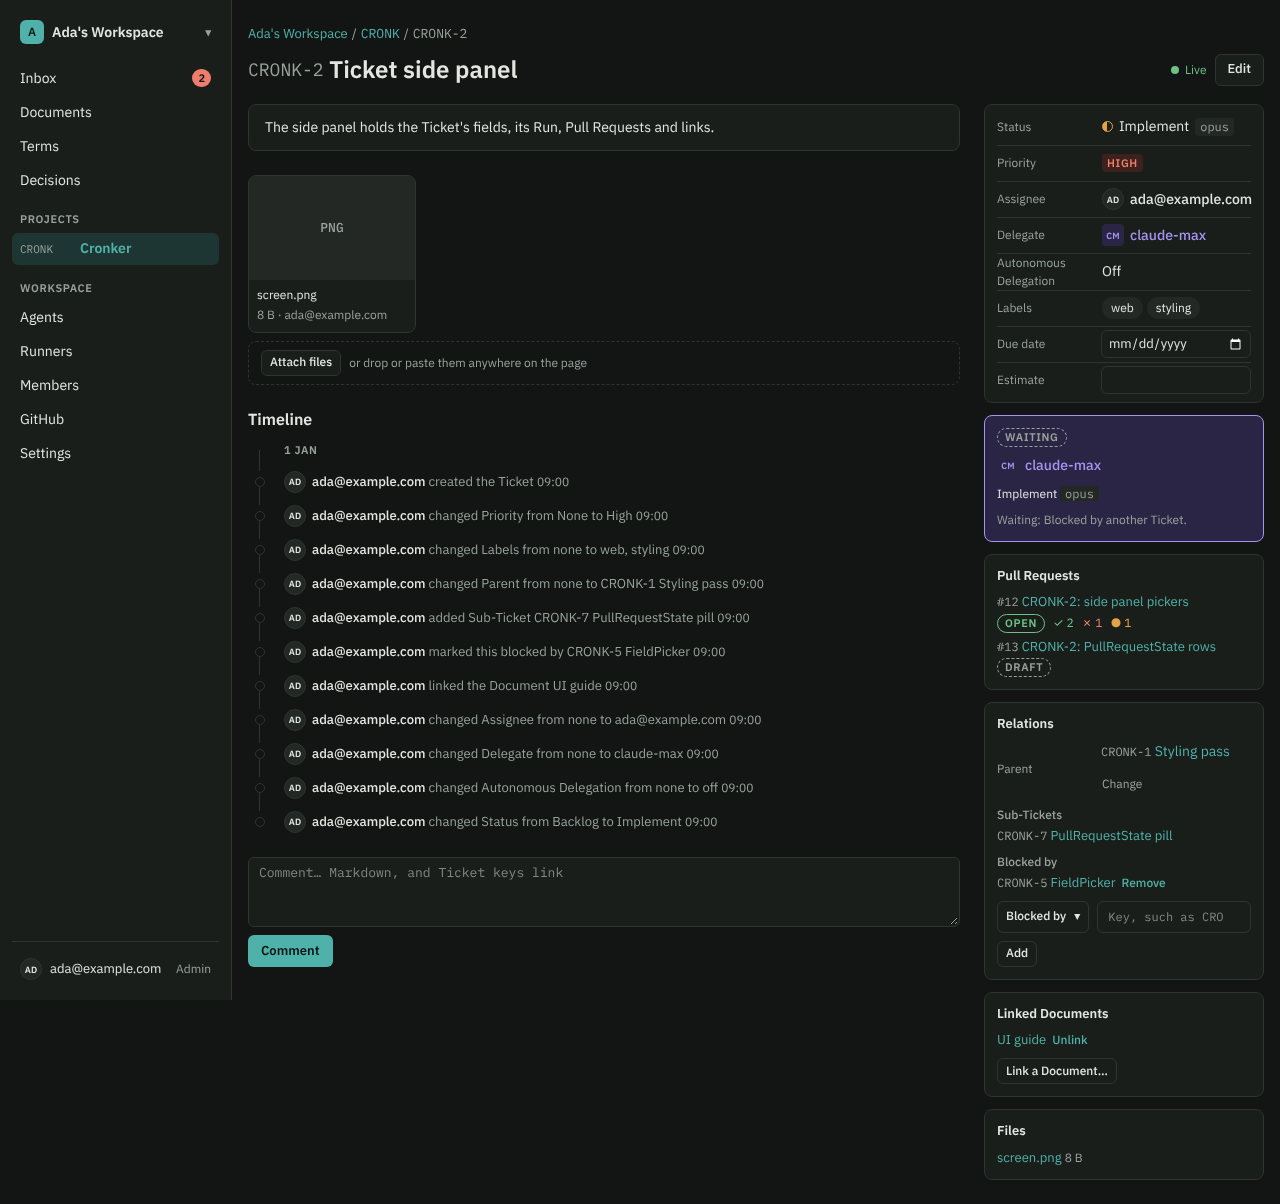 A Ada's Workspace ▾
Inbox 2
Documents
Terms
Decisions
PROJECTS
CRONK Cronker
WORKSPACE
Agents
Runners
Members
GitHub
Settings
AD ada@example.com Admin
Ada's Workspace / CRONK / CRONK-2
CRONK-2 Ticket side panel
Live Edit
The side panel holds the Ticket's fields, its Run, Pull Requests and links.
PNG
screen.png
8 B · ada@example.com
Attach files or drop or paste them anywhere on the page
Timeline
1 JAN
AD ada@example.com created the Ticket 09:00
AD ada@example.com changed Priority from None to High 09:00
AD ada@example.com changed Labels from none to web, styling 09:00
AD ada@example.com changed Parent from none to CRONK-1 Styling pass 09:00
AD ada@example.com added Sub-Ticket CRONK-7 PullRequestState pill 09:00
AD ada@example.com marked this blocked by CRONK-5 FieldPicker 09:00
AD ada@example.com linked the Document UI guide 09:00
AD ada@example.com changed Assignee from none to ada@example.com 09:00
AD ada@example.com changed Delegate from none to claude-max 09:00
AD ada@example.com changed Autonomous Delegation from none to off 09:00
AD ada@example.com changed Status from Backlog to Implement 09:00
Comment… Markdown, and Ticket keys link
Comment
Status Implement opus
Priority HIGH
Assignee AD ada@example.com
Delegate CM claude-max
Autonomous Delegation Off
Labels web styling
Due date mm/dd/yyyy
Estimate
WAITING
CM claude-max
Implement opus
Waiting: Blocked by another Ticket.
Pull Requests
#12 CRONK-2: side panel pickers
OPEN ✓ 2 × 1 ● 1
#13 CRONK-2: PullRequestState rows
DRAFT
Relations
Parent CRONK-1 Styling pass
Change
Sub-Tickets
CRONK-7 PullRequestState pill
Blocked by
CRONK-5 FieldPicker Remove
Blocked by ▾ Key, such as CRO
Add
Linked Documents
UI guide Unlink
Link a Document…
Files
screen.png 8 B